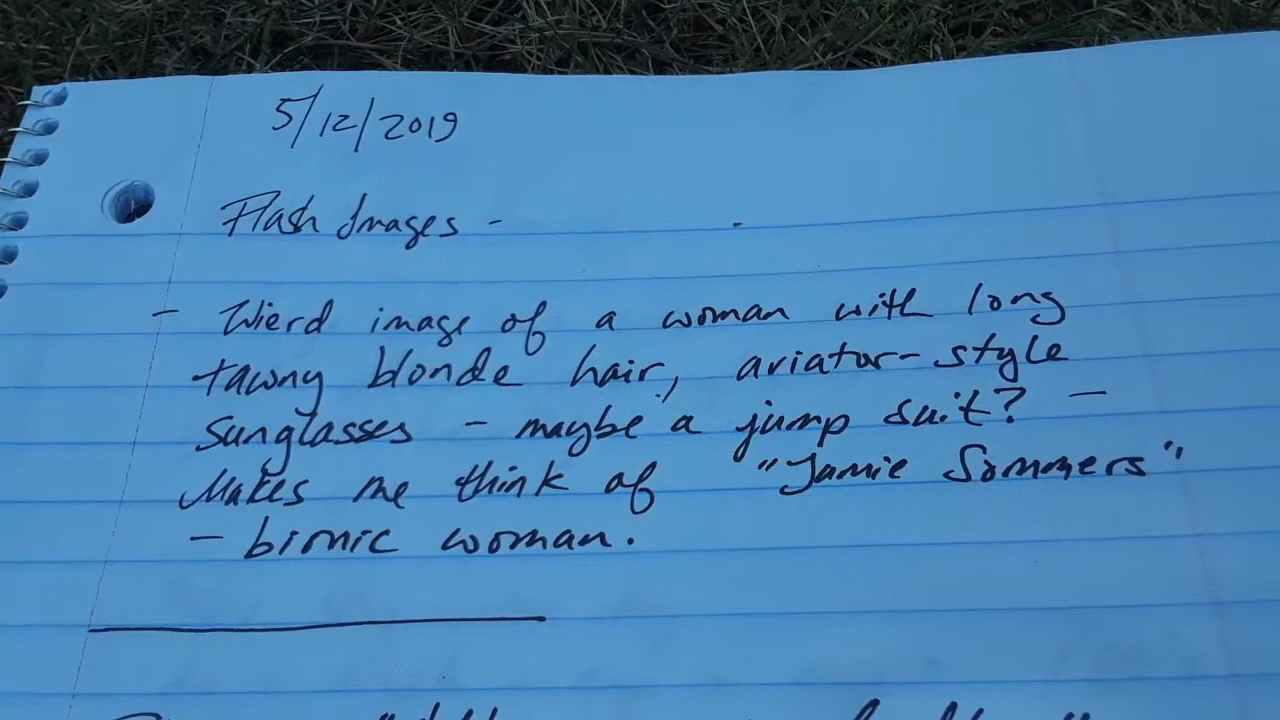 5/12/2019
Flash Images -
- Wierd image of a woman with long
tawny blonde hair, aviator-style
sunglasses - maybe a jump suit? -
Makes me think of "Jamie Sommers"
- bionic woman.